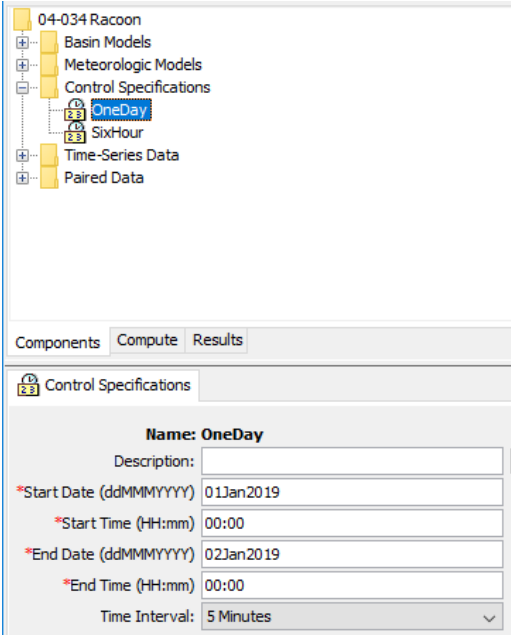 04-034 Racoon
Basin Models
Meteorologic Models
Control Specifications
OneDay
SixHour
Time-Series Data
Paired Data
Components Compute Results
Control Specifications
Name: OneDay
Description:
*Start Date (ddMMMYYYY) 01Jan2019
*Start Time (HH:mm) 00:00
*End Date (ddMMMYYYY) 02Jan2019
*End Time (HH:mm) 00:00
Time Interval: 5 Minutes